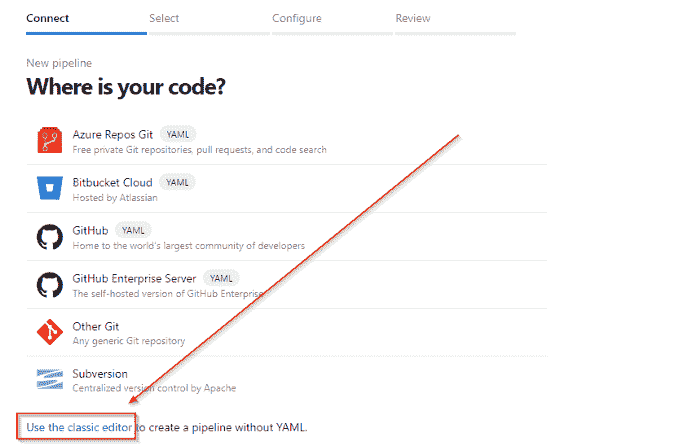 Connect Select Configure Review
New pipeline
Where is your code?
Azure Repos Git YAML
Free private Git repositories, pull requests, and code search
Bitbucket Cloud YAML
Hosted by Atlassian
GitHub YAML
Home to the world's largest community of developers
GitHub Enterprise Server YAML
The self-hosted version of GitHub Enterprise
Other Git
Any generic Git repository
Subversion
Centralized version control by Apache
Use the classic editor to create a pipeline without YAML.